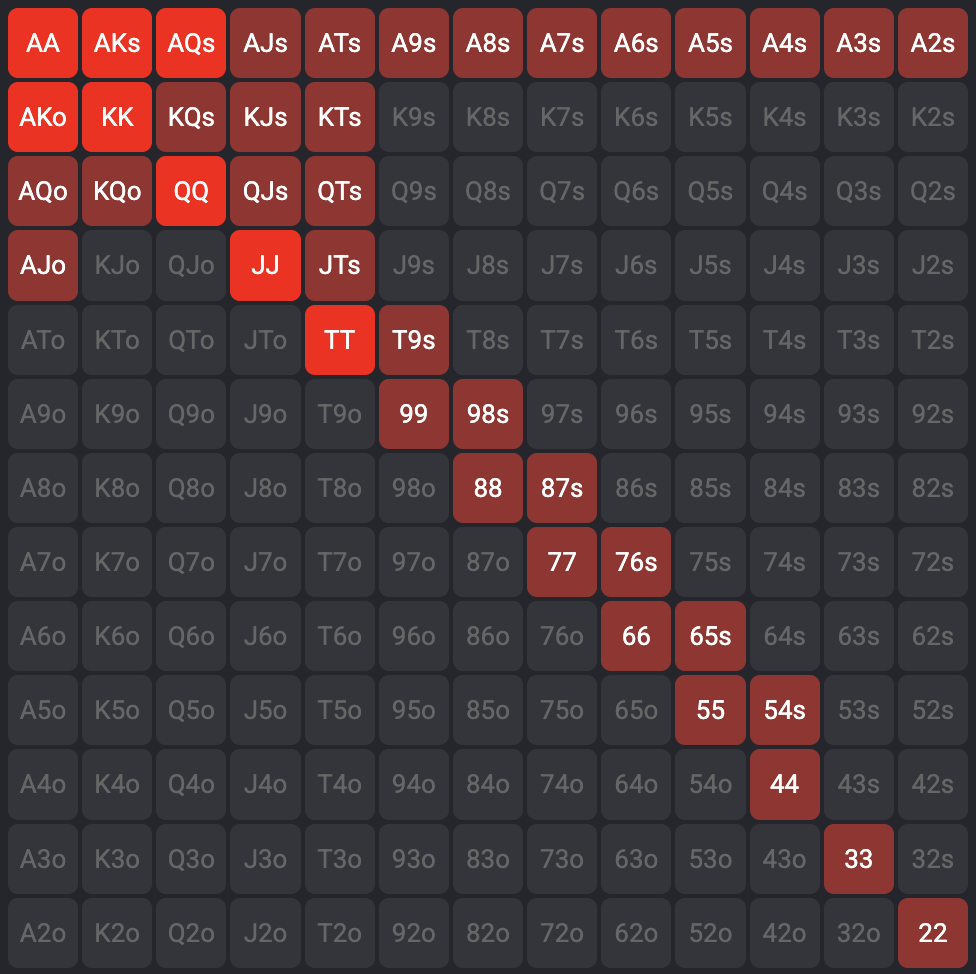 AA AKs AQs AJs ATs A9s A8s A7s A6s A5s A4s A3s A2s
AKo KK KQs KJs KTs K9s K8s K7s K6s K5s K4s K3s K2s
AQo KQo QQ QJs QTs Q9s Q8s Q7s Q6s Q5s Q4s Q3s Q2s
AJo KJo QJo JJ JTs J9s J8s J7s J6s J5s J4s J3s J2s
ATo KTo QTo JTo TT T9s T8s T7s T6s T5s T4s T3s T2s
A9o K9o Q9o J9o T9o 99 98s 97s 96s 95s 94s 93s 92s
A8o K8o Q8o J8o T8o 98o 88 87s 86s 85s 84s 83s 82s
A7o K7o Q7o J7o T7o 97o 87o 77 76s 75s 74s 73s 72s
A6o K6o Q6o J6o T6o 96o 86o 76o 66 65s 64s 63s 62s
A5o K5o Q5o J5o T5o 95o 85o 75o 65o 55 54s 53s 52s
A4o K4o Q4o J4o T4o 94o 84o 74o 64o 54o 44 43s 42s
A3o K3o Q3o J3o T3o 93o 83o 73o 63o 53o 43o 33 32s
A2o K2o Q2o J2o T2o 92o 82o 72o 62o 52o 42o 32o 22